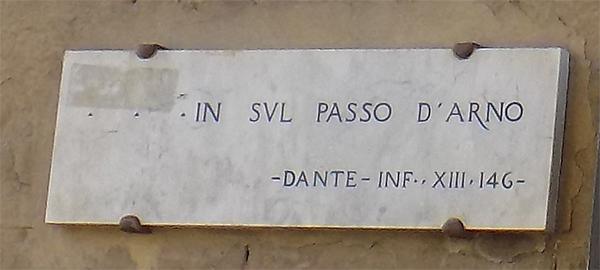 . . .IN SVL PASSO D'ARNO
-DANTE-INF·,XIII,146-